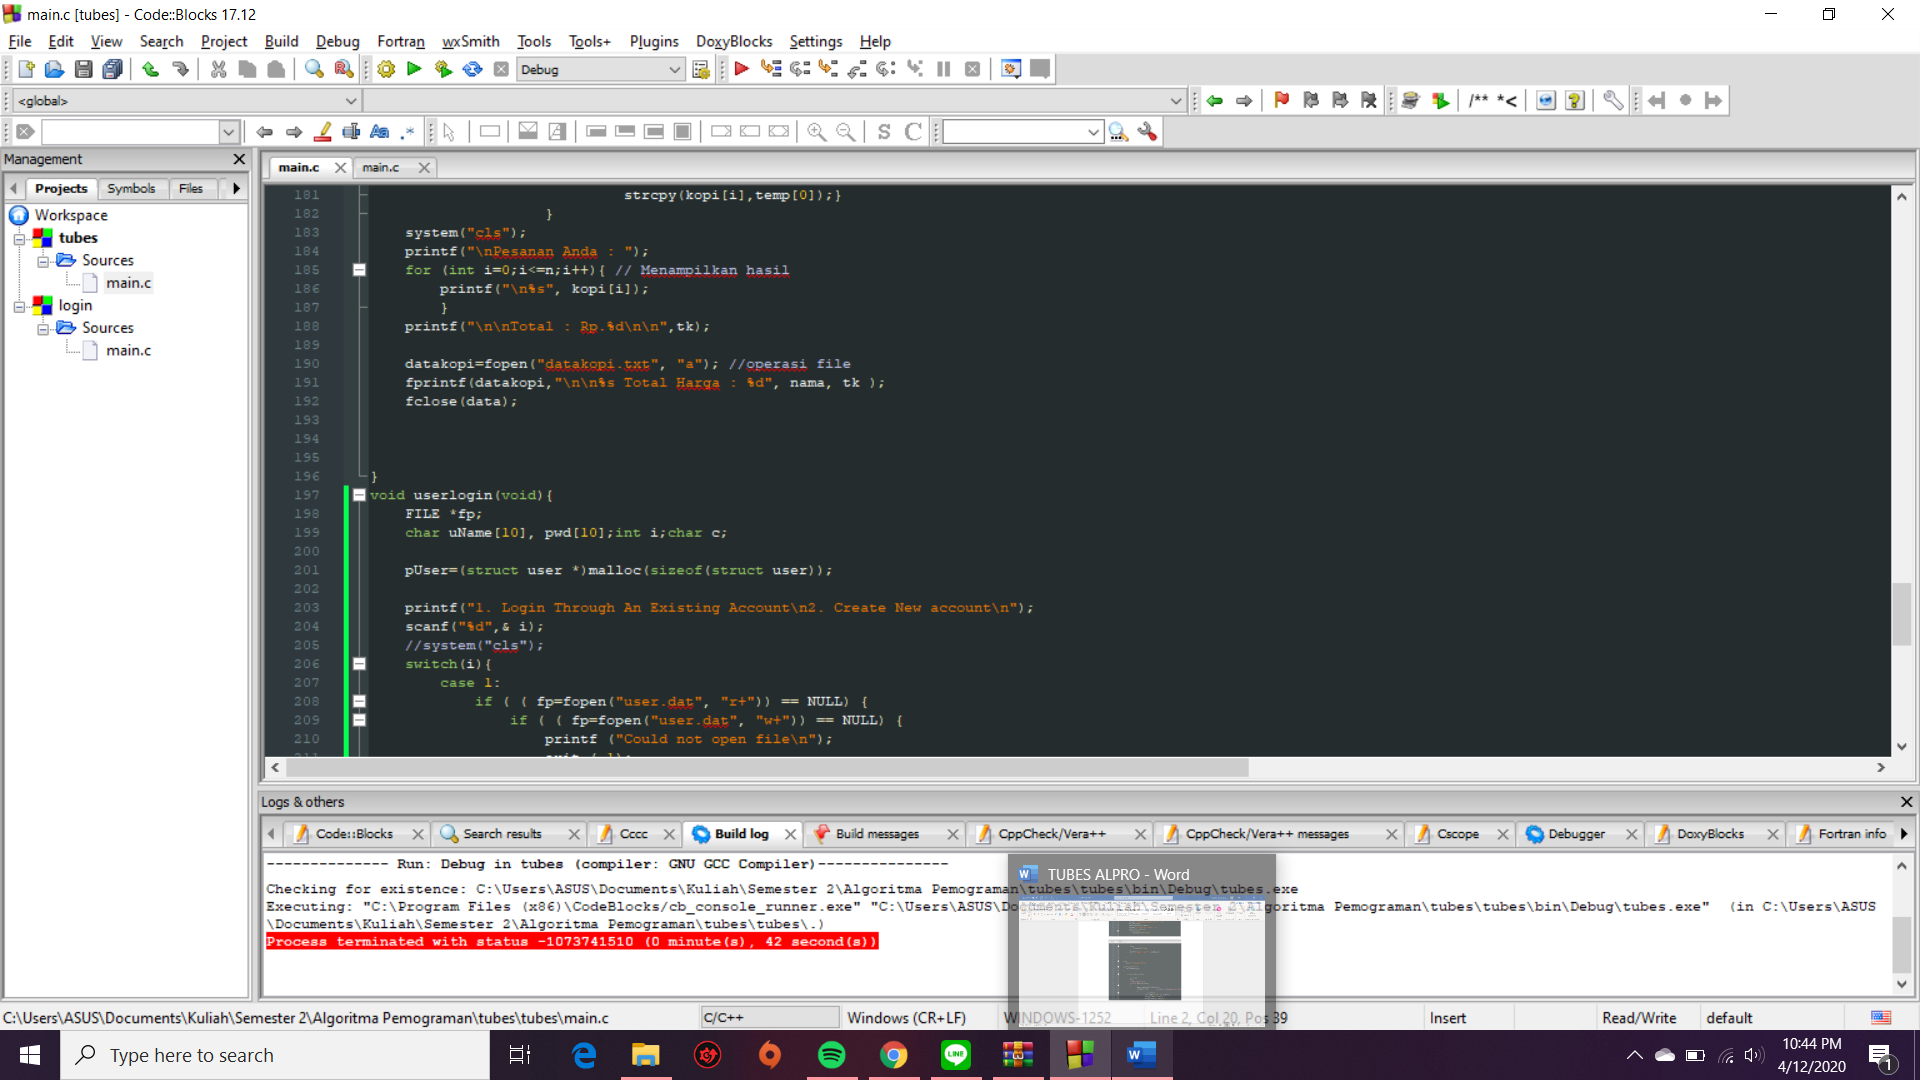 main.c [tubes] - Code::Blocks 17.12
File Edit View Search Project Build Debug Fortran wxSmith Tools Tools+ Plugins DoxyBlocks Settings Help
Debug
<global>
/** *<
Management
Projects Symbols Files
Workspace
tubes
Sources
main.c
login
Sources
main.c
main.c main.c
181 strcpy(kopi[i],temp[0]);}
182 }
183 system("cls");
184 printf("\nPesanan Anda : ");
185 for (int i=0;i<=n;i++){ // Menampilkan hasil
186 printf("\n%s", kopi[i]);
187 }
188 printf("\n\nTotal : Rp.%d\n\n",tk);
189
190 datakopi=fopen("datakopi.txt", "a"); //operasi file
191 fprintf(datakopi,"\n\n%s Total Harga : %d", nama, tk );
192 fclose(data);
193
194
195
196 }
197 void userlogin(void){
198 FILE *fp;
199 char uName[10], pwd[10];int i;char c;
200
201 pUser=(struct user *)malloc(sizeof(struct user));
202
203 printf("1. Login Through An Existing Account\n2. Create New account\n");
204 scanf("%d",& i);
205 //system("cls");
206 switch(i){
207 case 1:
208 if ( ( fp=fopen("user.dat", "r+")) == NULL) {
209 if ( ( fp=fopen("user.dat", "w+")) == NULL) {
210 printf ("Could not open file\n");
Logs & others
Code::Blocks Search results Cccc Build log Build messages CppCheck/Vera++ CppCheck/Vera++ messages Cscope Debugger DoxyBlocks Fortran info
-------------- Run: Debug in tubes (compiler: GNU GCC Compiler)---------------
Checking for existence: C:\Users\ASUS\Documents\Kuliah\Semester 2\Algoritma Pemograman\tubes\tubes\bin\Debug\tubes.exe
Executing: "C:\Program Files (x86)\CodeBlocks/cb_console_runner.exe" "C:\Users\ASUS\Documents\Kuliah\Semester 2\Algoritma Pemograman\tubes\tubes\bin\Debug\tubes.exe" (in C:\Users\ASUS
\Documents\Kuliah\Semester 2\Algoritma Pemograman\tubes\tubes\.)
Process terminated with status -1073741510 (0 minute(s), 42 second(s))
TUBES ALPRO - Word
C:\Users\ASUS\Documents\Kuliah\Semester 2\Algoritma Pemograman\tubes\tubes\main.c C/C++ Windows (CR+LF) WINDOWS-1252 Line 2, Col 20, Pos 39 Insert Read/Write default
Type here to search
LINE
10:44 PM
4/12/2020
1